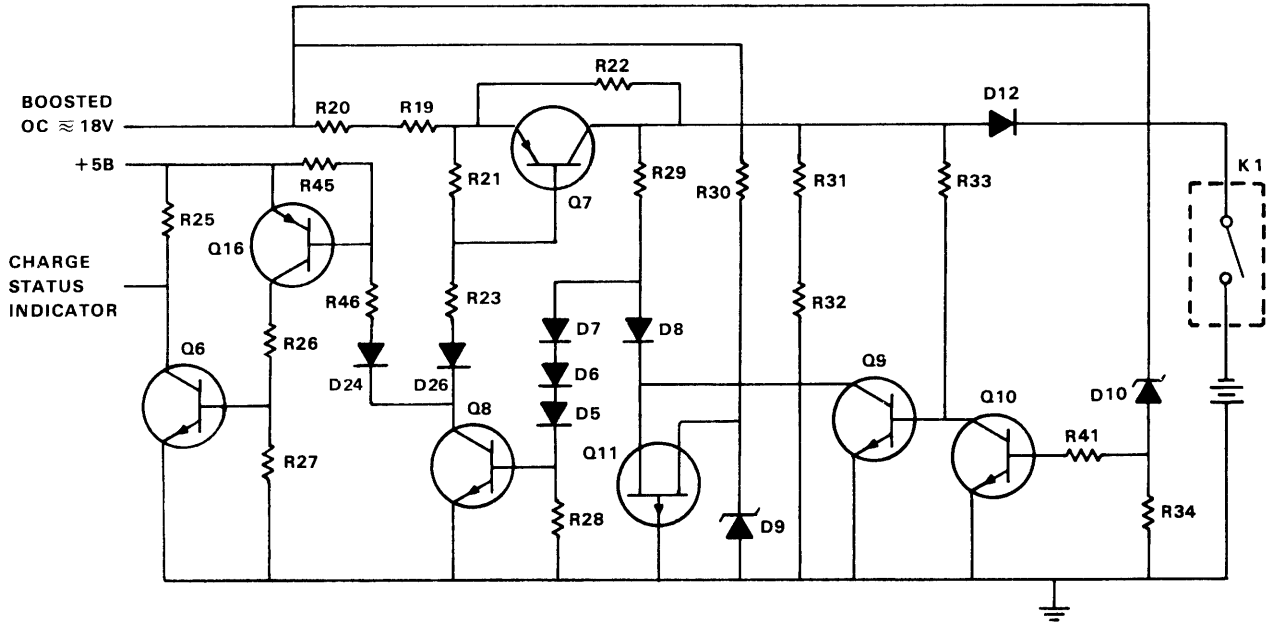 R22
BOOSTED
OC ≈ 18V
R20
R19
D12
+5B
R45
R21
Q7
R29
R30
R31
R33
K1
R25
Q16
CHARGE
STATUS
INDICATOR
R46
R23
R32
R26
D24
D26
D7
D8
D6
D5
Q6
Q8
Q9
Q10
D10
R27
Q11
R41
R28
D9
R34